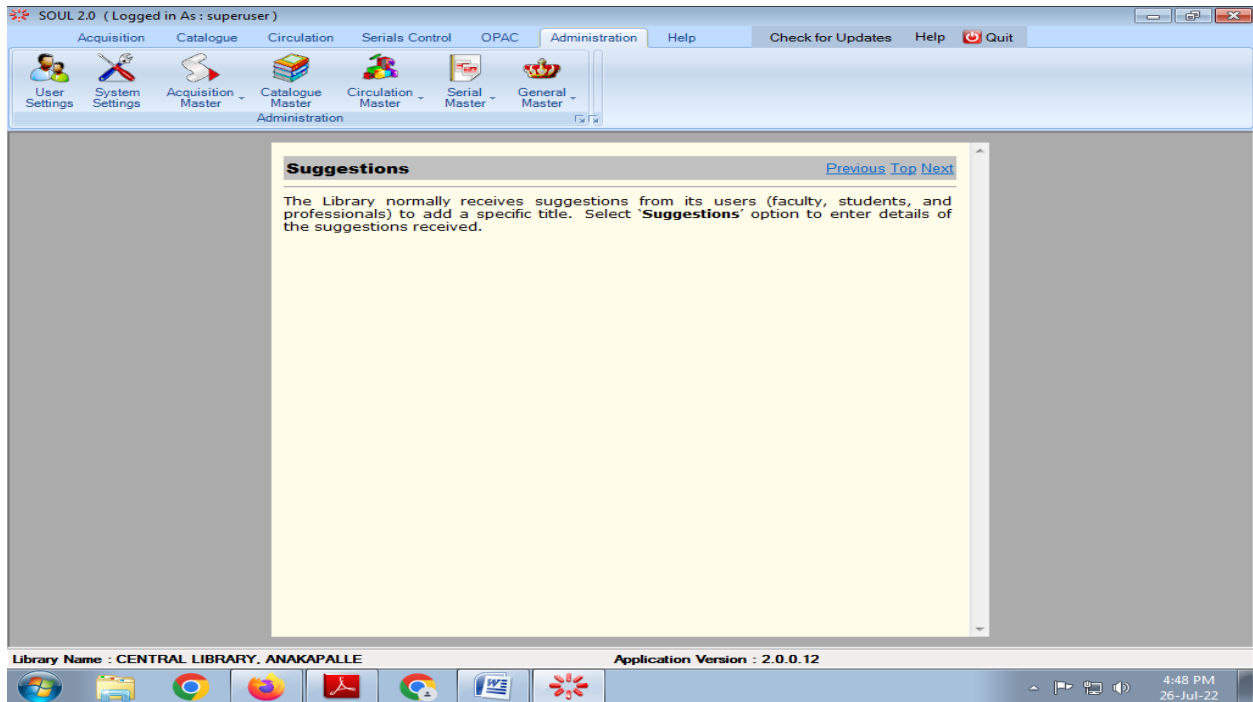 SOUL 2.0 ( Logged in As : superuser )
Acquisition Catalogue Circulation Serials Control OPAC Administration Help Check for Updates Help Quit
User Settings System Settings Acquisition Master Catalogue Master Circulation Master Serial Master General Master
Administration
Suggestions Previous Top Next
The Library normally receives suggestions from its users (faculty, students, and
professionals) to add a specific title. Select `Suggestions´ option to enter details of
the suggestions received.
Library Name : CENTRAL LIBRARY, ANAKAPALLE Application Version : 2.0.0.12
4:48 PM
26-Jul-22